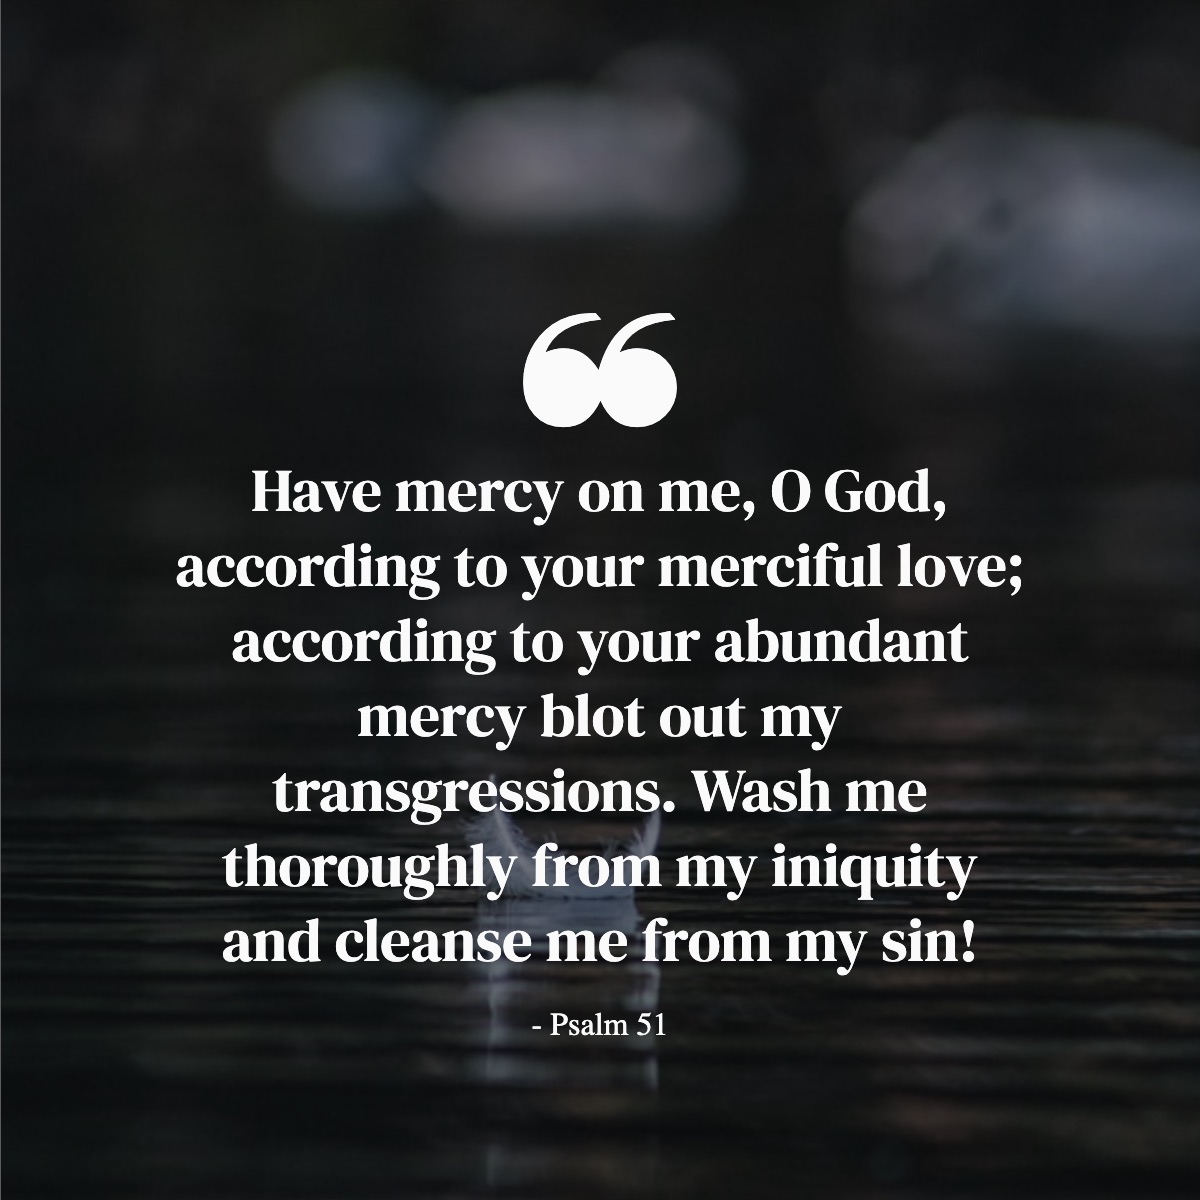 “
Have mercy on me, O God,
according to your merciful love;
according to your abundant
mercy blot out my
transgressions. Wash me
thoroughly from my iniquity
and cleanse me from my sin!
- Psalm 51